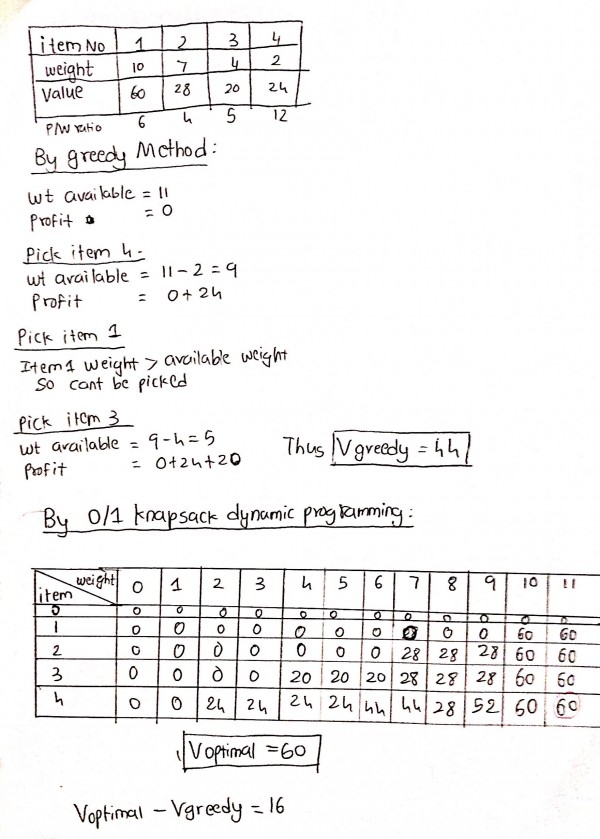 item No 1 2 3 4
weight 10 7 4 2
Value 60 28 20 24
P/W ratio 6 4 5 12
By greedy Method:
wt available = 11
Profit = 0
Pick item 4 -
wt available = 11 - 2 = 9
Profit = 0 + 24
Pick item 1
Item 1 weight > available weight
So cant be picked
Pick item 3
wt available = 9 - 4 = 5
Profit = 0+24+20
Thus Vgreedy = 44
By 0/1 knapsack dynamic programming:
item weight 0 1 2 3 4 5 6 7 8 9 10 11
0 0 0 0 0 0 0 0 0 0 0 0 0
1 0 0 0 0 0 0 0 0 0 0 60 60
2 0 0 0 0 0 0 0 28 28 28 60 60
3 0 0 0 0 20 20 20 28 28 28 60 60
4 0 0 24 24 24 24 44 44 28 52 60 60
Voptimal = 60
Voptimal - Vgreedy = 16